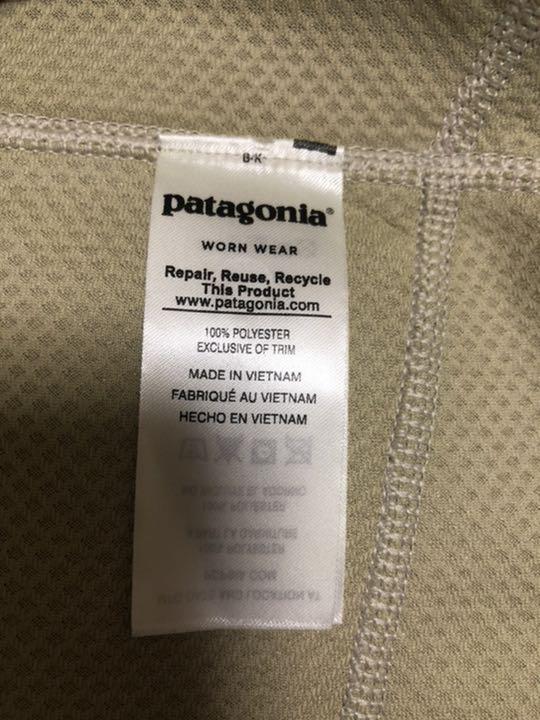 B-K-
patagonia®
WORN WEAR
Repair, Reuse, Recycle
This Product
www.patagonia.com
100% POLYESTER
EXCLUSIVE OF TRIM
MADE IN VIETNAM
FABRIQUÉ AU VIETNAM
HECHO EN VIETNAM